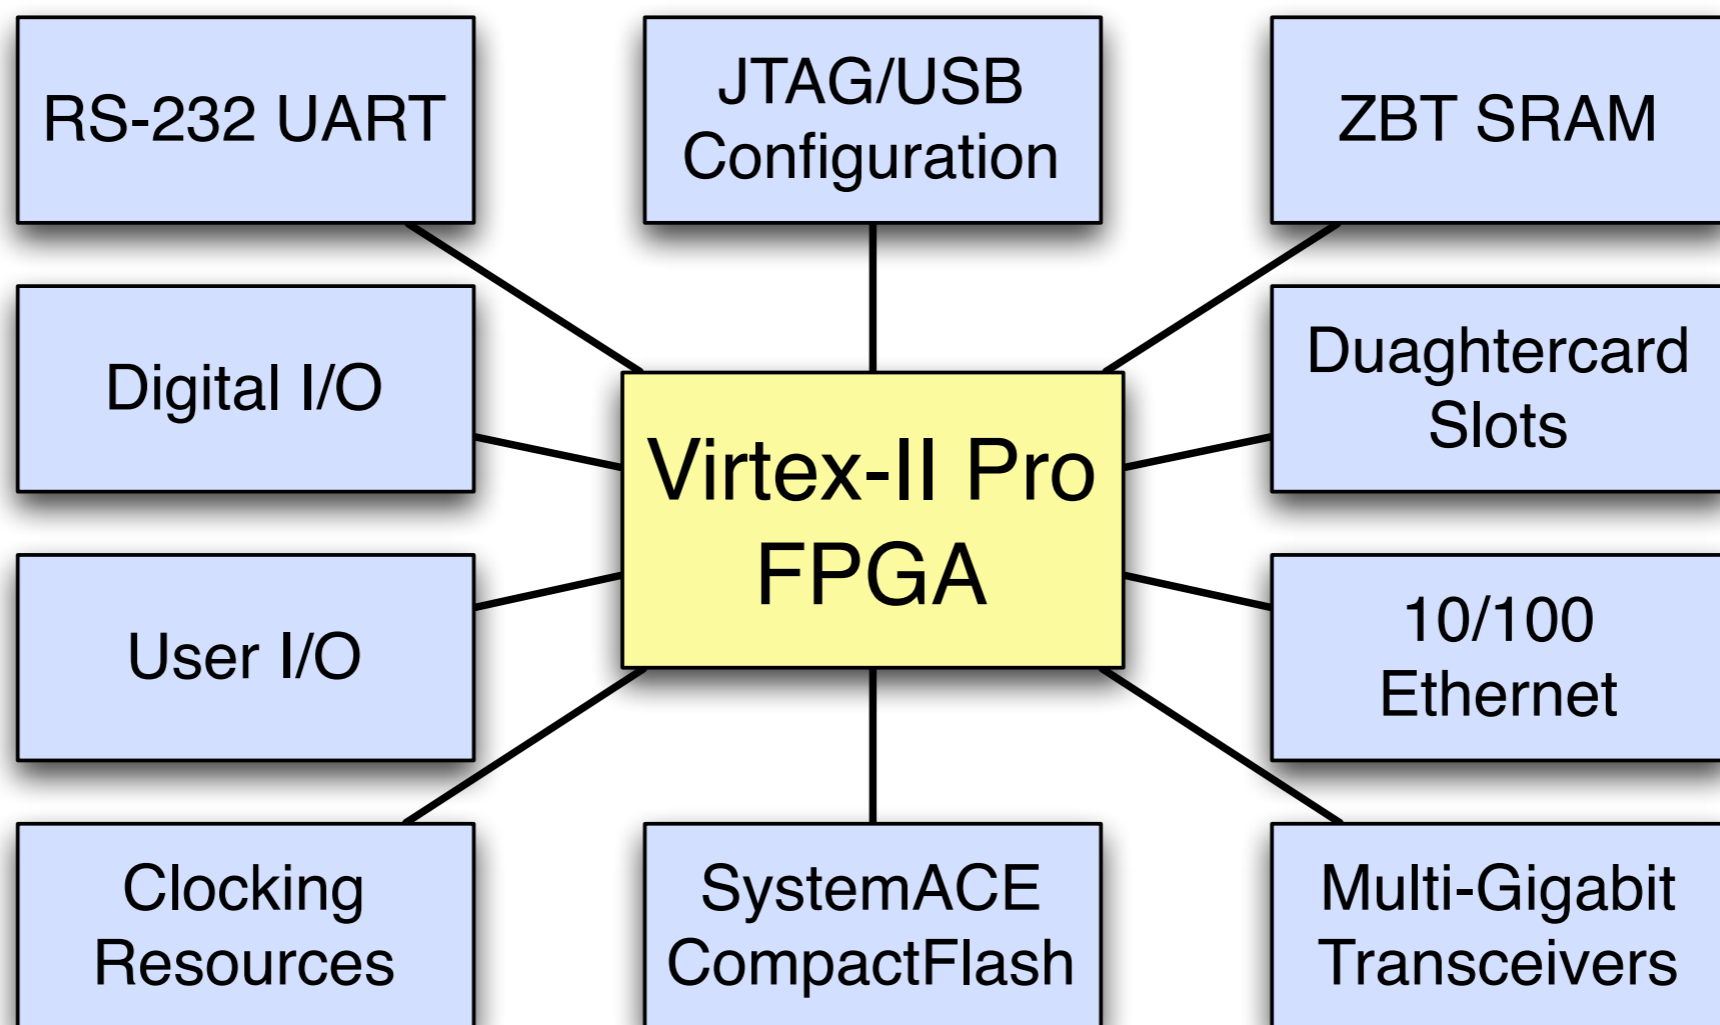 RS-232 UART
JTAG/USB
Configuration
ZBT SRAM
Digital I/O
Duaghtercard
Slots
Virtex-II Pro
FPGA
User I/O
10/100
Ethernet
Clocking
Resources
SystemACE
CompactFlash
Multi-Gigabit
Transceivers